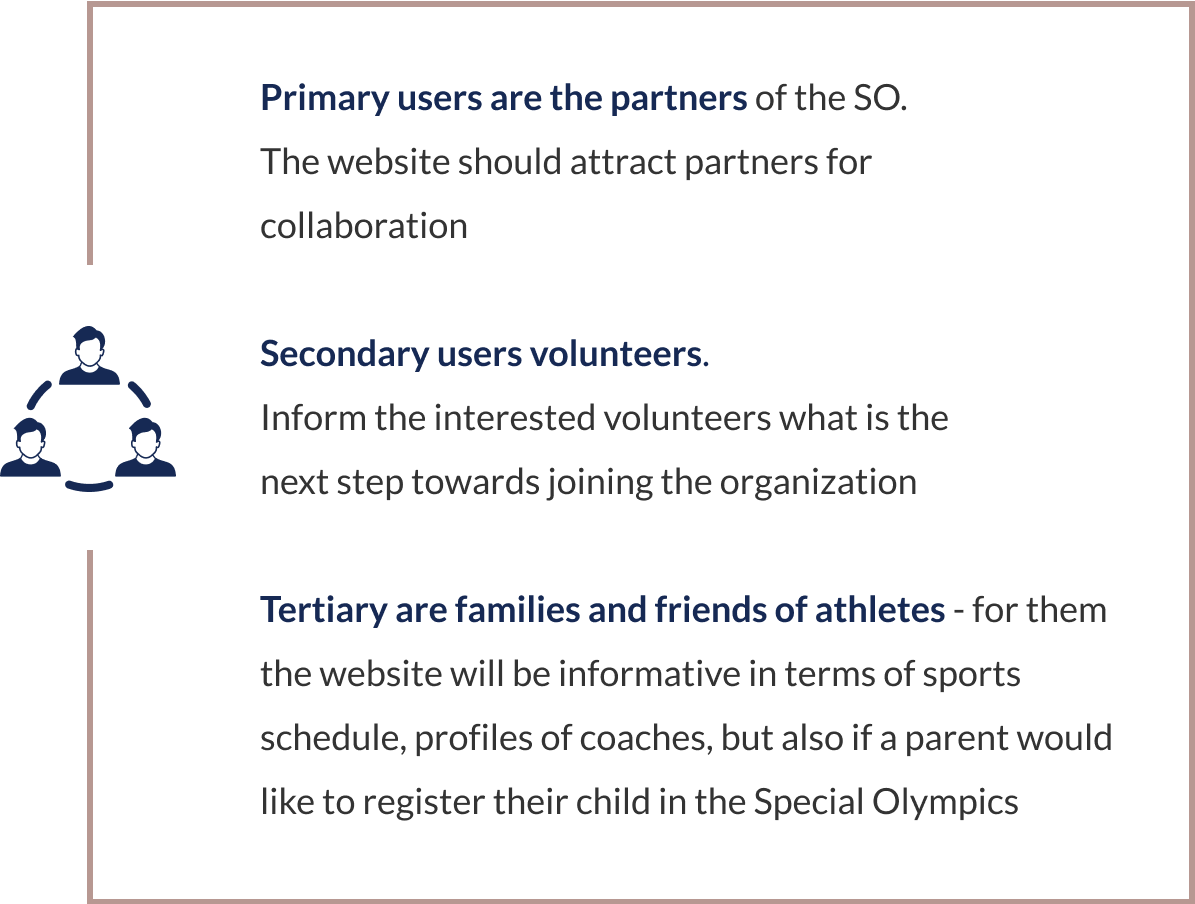 Primary users are the partners of the SO.
The website should attract partners for
collaboration
Secondary users volunteers.
Inform the interested volunteers what is the
next step towards joining the organization
Tertiary are families and friends of athletes - for them
the website will be informative in terms of sports
schedule, profiles of coaches, but also if a parent would
like to register their child in the Special Olympics